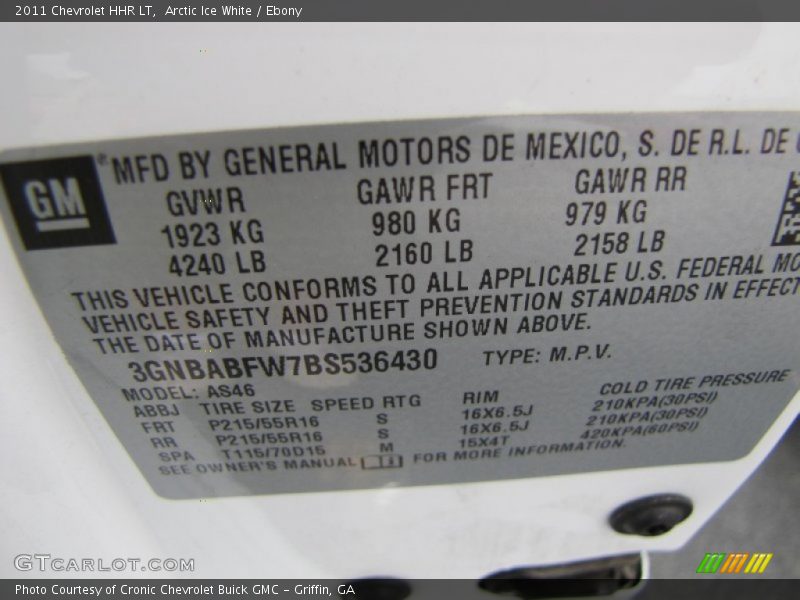 2011 Chevrolet HHR LT,  Arctic Ice White / Ebony
GM
® MFD BY GENERAL MOTORS DE MEXICO, S. DE R.L. DE
GVWR GAWR FRT GAWR RR
1923 KG 980 KG 979 KG
4240 LB 2160 LB 2158 LB
THIS VEHICLE CONFORMS TO ALL APPLICABLE U.S. FEDERAL MO
VEHICLE SAFETY AND THEFT PREVENTION STANDARDS IN EFFECT
THE DATE OF MANUFACTURE SHOWN ABOVE.
3GNBABFW7BS536430 TYPE: M.P.V.
MODEL: AS46
ABBJ TIRE SIZE SPEED RTG RIM COLD TIRE PRESSURE
FRT P215/55R16 S 16X6.5J 210KPA(30PSI)
RR P215/55R16 S 16X6.5J 210KPA(30PSI)
SPA T115/70D15 M 15X4T 420KPA(60PSI)
SEE OWNER'S MANUAL FOR MORE INFORMATION.
GTCARLOT.COM
Photo Courtesy of Cronic Chevrolet Buick GMC – Griffin, GA